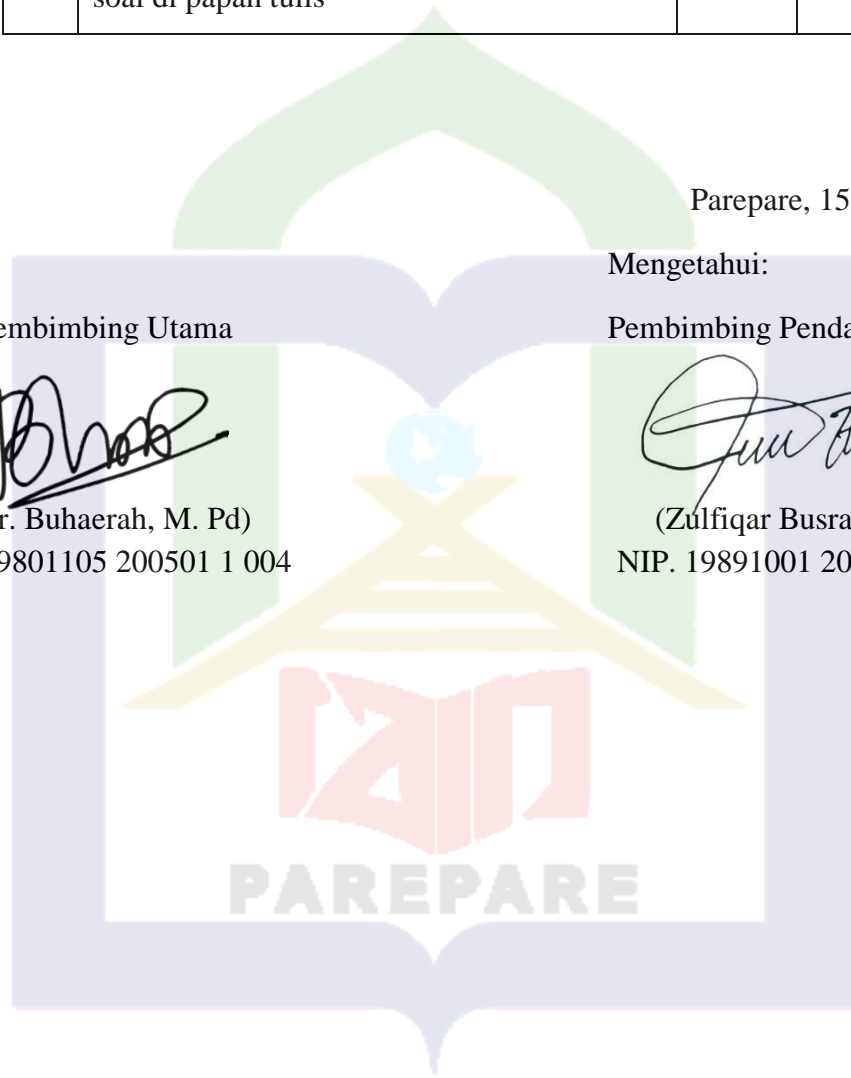 soal di papan tulis
Parepare, 15
Mengetahui:
embimbing Utama
Pembimbing Penda
r. Buhaerah, M. Pd)
(Zulfiqar Busra
9801105 200501 1 004
NIP. 19891001 20
PAREPARE